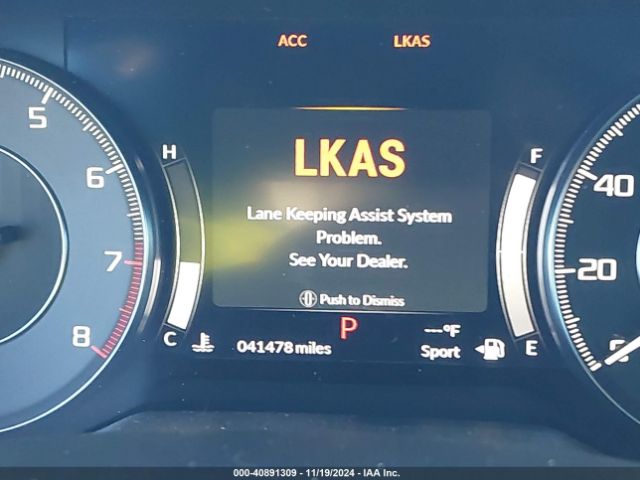 ACC LKAS
5
6
7
8
H
C
LKAS
Lane Keeping Assist System
Problem.
See Your Dealer.
Push to Dismiss
P
041478 miles
---°F
Sport
F
E
40
20
000-40891309 - 11/19/2024 - IAA Inc.